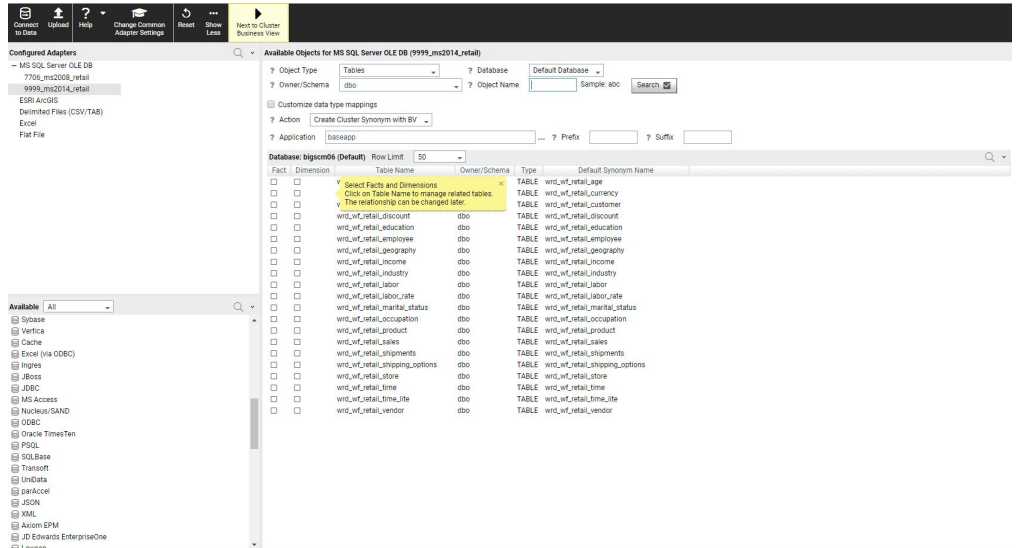 Connect to Data
Upload
Help
Change Common Adapter Settings
Reset
Show Less
Next to Cluster Business View
Configured Adapters
MS SQL Server OLE DB
7706_ms2008_retail
9999_ms2014_retail
ESRI ArcGIS
Delimited Files (CSV/TAB)
Excel
Flat File
Available All
Sybase
Vertica
Cache
Excel (via ODBC)
Ingres
JBoss
JDBC
MS Access
Nucleus/SAND
ODBC
Oracle TimesTen
PSQL
SQLBase
Transoft
UniData
parAccel
JSON
XML
Axiom EPM
JD Edwards EnterpriseOne
Available Objects for MS SQL Server OLE DB (9999_ms2014_retail)
? Object Type Tables ? Database Default Database
? Owner/Schema dbo ? Object Name Sample: abc Search
Customize data type mappings
? Action Create Cluster Synonym with BV
? Application baseapp ... ? Prefix ? Suffix
Database: bigscm06 (Default) Row Limit 50
Fact Dimension Table Name Owner/Schema Type Default Synonym Name
Select Facts and Dimensions ×
Click on Table Name to manage related tables.
The relationship can be changed later.
TABLE wrd_wf_retail_age
TABLE wrd_wf_retail_currency
TABLE wrd_wf_retail_customer
wrd_wf_retail_discount dbo TABLE wrd_wf_retail_discount
wrd_wf_retail_education dbo TABLE wrd_wf_retail_education
wrd_wf_retail_employee dbo TABLE wrd_wf_retail_employee
wrd_wf_retail_geography dbo TABLE wrd_wf_retail_geography
wrd_wf_retail_income dbo TABLE wrd_wf_retail_income
wrd_wf_retail_industry dbo TABLE wrd_wf_retail_industry
wrd_wf_retail_labor dbo TABLE wrd_wf_retail_labor
wrd_wf_retail_labor_rate dbo TABLE wrd_wf_retail_labor_rate
wrd_wf_retail_marital_status dbo TABLE wrd_wf_retail_marital_status
wrd_wf_retail_occupation dbo TABLE wrd_wf_retail_occupation
wrd_wf_retail_product dbo TABLE wrd_wf_retail_product
wrd_wf_retail_sales dbo TABLE wrd_wf_retail_sales
wrd_wf_retail_shipments dbo TABLE wrd_wf_retail_shipments
wrd_wf_retail_shipping_options dbo TABLE wrd_wf_retail_shipping_options
wrd_wf_retail_store dbo TABLE wrd_wf_retail_store
wrd_wf_retail_time dbo TABLE wrd_wf_retail_time
wrd_wf_retail_time_lite dbo TABLE wrd_wf_retail_time_lite
wrd_wf_retail_vendor dbo TABLE wrd_wf_retail_vendor